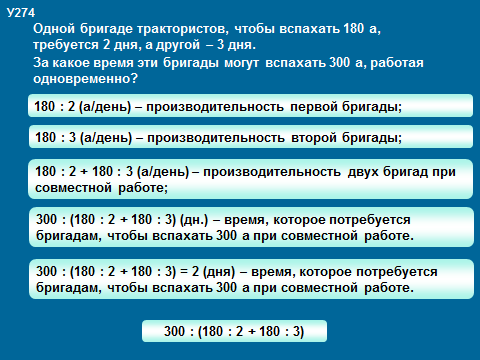 У274
Одной бригаде трактористов, чтобы вспахать 180 а,
требуется 2 дня, а другой – 3 дня.
За какое время эти бригады могут вспахать 300 а, работая
одновременно?
180 : 2 (а/день) – производительность первой бригады;
180 : 3 (а/день) – производительность второй бригады;
180 : 2 + 180 : 3 (а/день) – производительность двух бригад при
совместной работе;
300 : (180 : 2 + 180 : 3) (дн.) – время, которое потребуется
бригадам, чтобы вспахать 300 а при совместной работе.
300 : (180 : 2 + 180 : 3) = 2 (дня) – время, которое потребуется
бригадам, чтобы вспахать 300 а при совместной работе.
300 : (180 : 2 + 180 : 3)